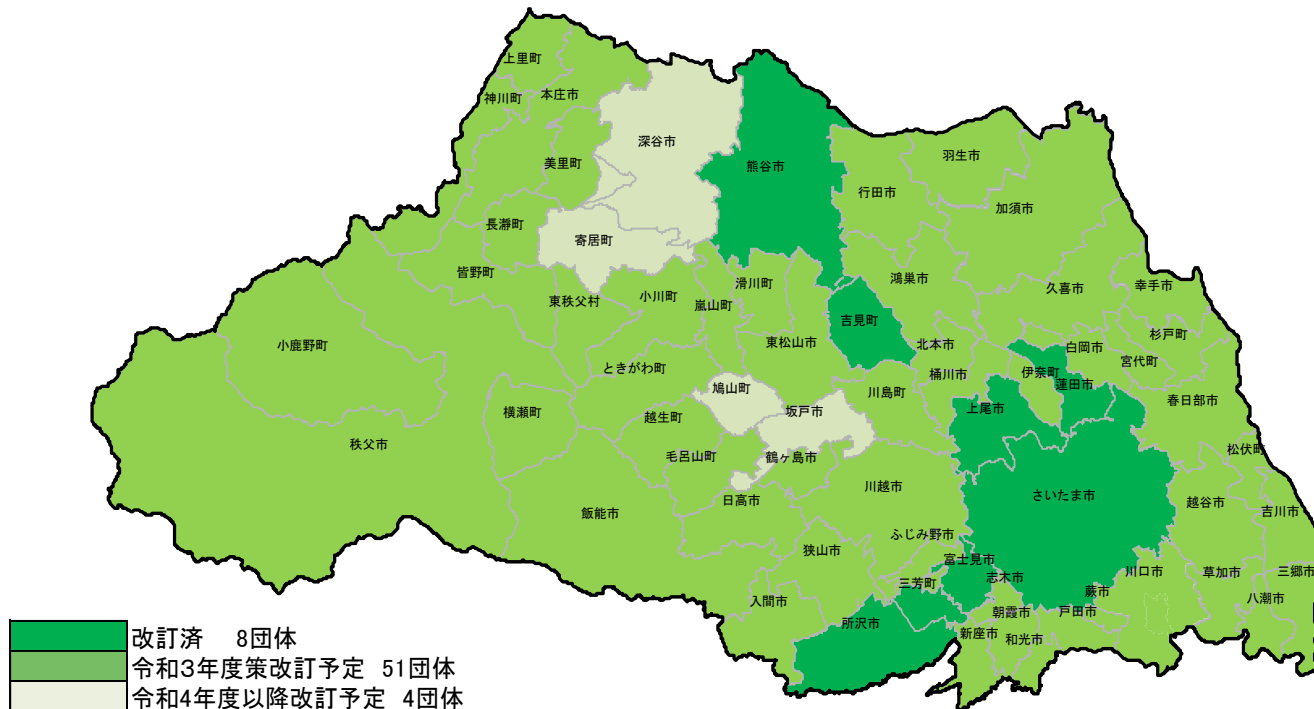 上里町
本庄市
神川町
深谷市
美里町
熊谷市
羽生市
行田市
加須市
長瀞町
寄居町
皆野町
東秩父村
小川町
嵐山町
滑川町
鴻巣市
久喜市
幸手市
吉見町
杉戸町
小鹿野町
東松山市
北本市
白岡市
宮代町
ときがわ町
桶川市
伊奈町
蓮田市
鳩山町
川島町
春日部市
横瀬町
越生町
坂戸市
上尾市
秩父市
松伏町
毛呂山町
鶴ヶ島市
川越市
さいたま市
日高市
越谷市
吉川市
飯能市
ふじみ野市
狭山市
富士見市
三芳町
志木市
川口市
草加市
三郷市
入間市
蕨市
八潮市
朝霞市
戸田市
所沢市
新座市
和光市
改訂済 8団体
令和3年度策改訂予定 51団体
令和4年度以降改訂予定 4団体